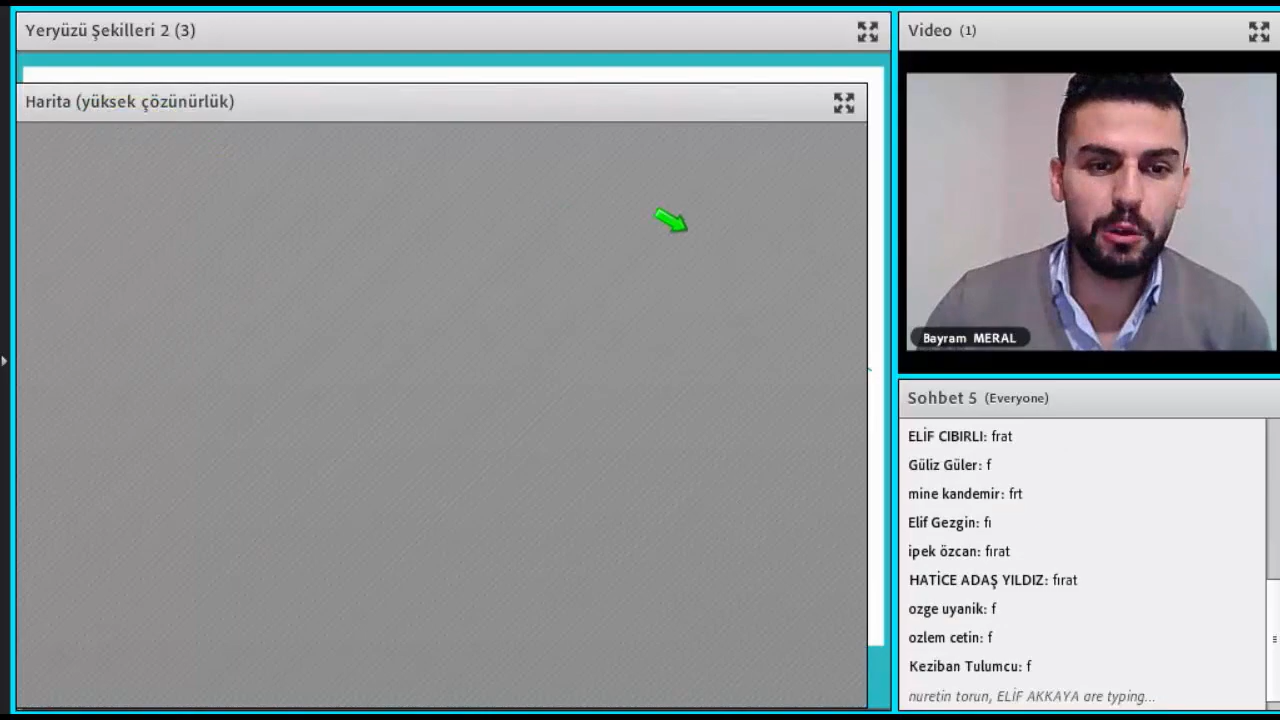 Yeryüzü Şekilleri 2 (3)
Harita (yüksek çözünürlük)
Video (1)
Bayram MERAL
Sohbet 5 (Everyone)
ELİF CIBIRLI: frat
Güliz Güler: f
mine kandemir: frt
Elif Gezgin: fı
ipek özcan: fırat
HATİCE ADAŞ YILDIZ: fırat
ozge uyanik: f
ozlem cetin: f
Keziban Tulumcu: f
nuretin torun, ELİF AKKAYA are typing...